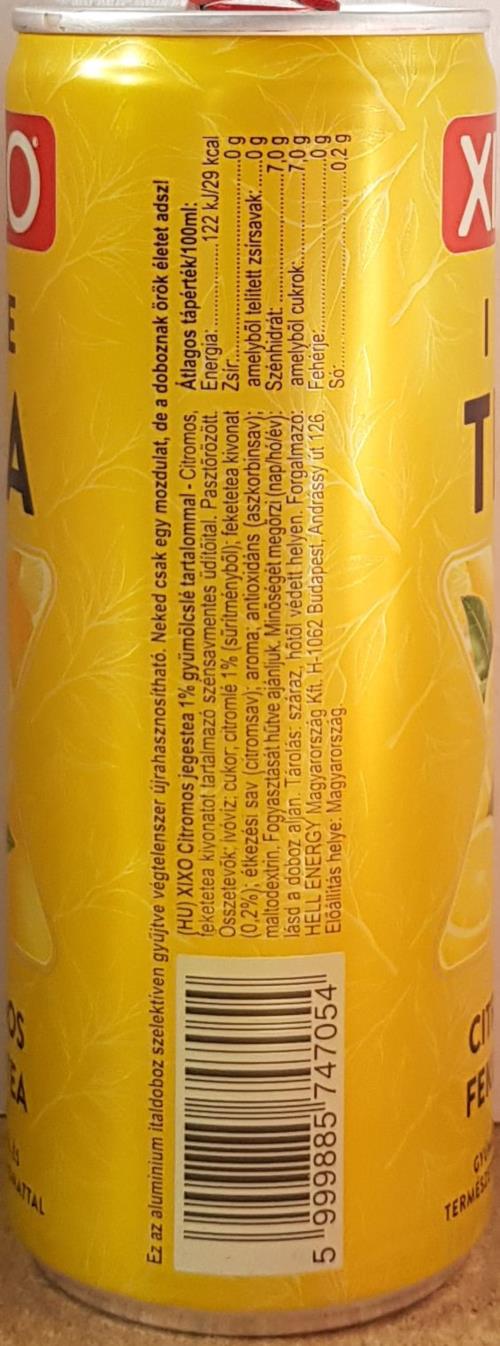 Ez az alumínium italdoboz szelektíven gyűjtve végtelenszer újrahasznosítható. Neked csak egy mozdulat, de a doboznak örök életet adsz!
(HU) XIXO Citromos jegestea 1% gyümölcslé tartalommal - Citromos,
feketetea kivonatot tartalmazó szénsavmentes üdítőital. Pasztőrözött.
Összetevők: ivóvíz; cukor; citromlé 1% (sűrítményből); feketetea kivonat
(0,2%); étkezési sav (citromsav); aroma; antioxidáns (aszkorbinsav);
maltodextrin. Fogyasztását hűtve ajánljuk. Minőségét megőrzi (nap/hó/év):
lásd a doboz alján. Tárolás: száraz, hőtől védett helyen. Forgalmazó:
HELL ENERGY Magyarország Kft. H-1062 Budapest, Andrássy út 126.
Előállítás helye: Magyarország.
Átlagos tápérték/100ml:
Energia:..................122 kJ/29 kcal
Zsír:..................0 g
amelyből telített zsírsavak:......0 g
Szénhidrát:..................7,0 g
amelyből cukrok:..................7,0 g
Fehérje:..................0 g
Só:..................0,2 g
5 999885 747054